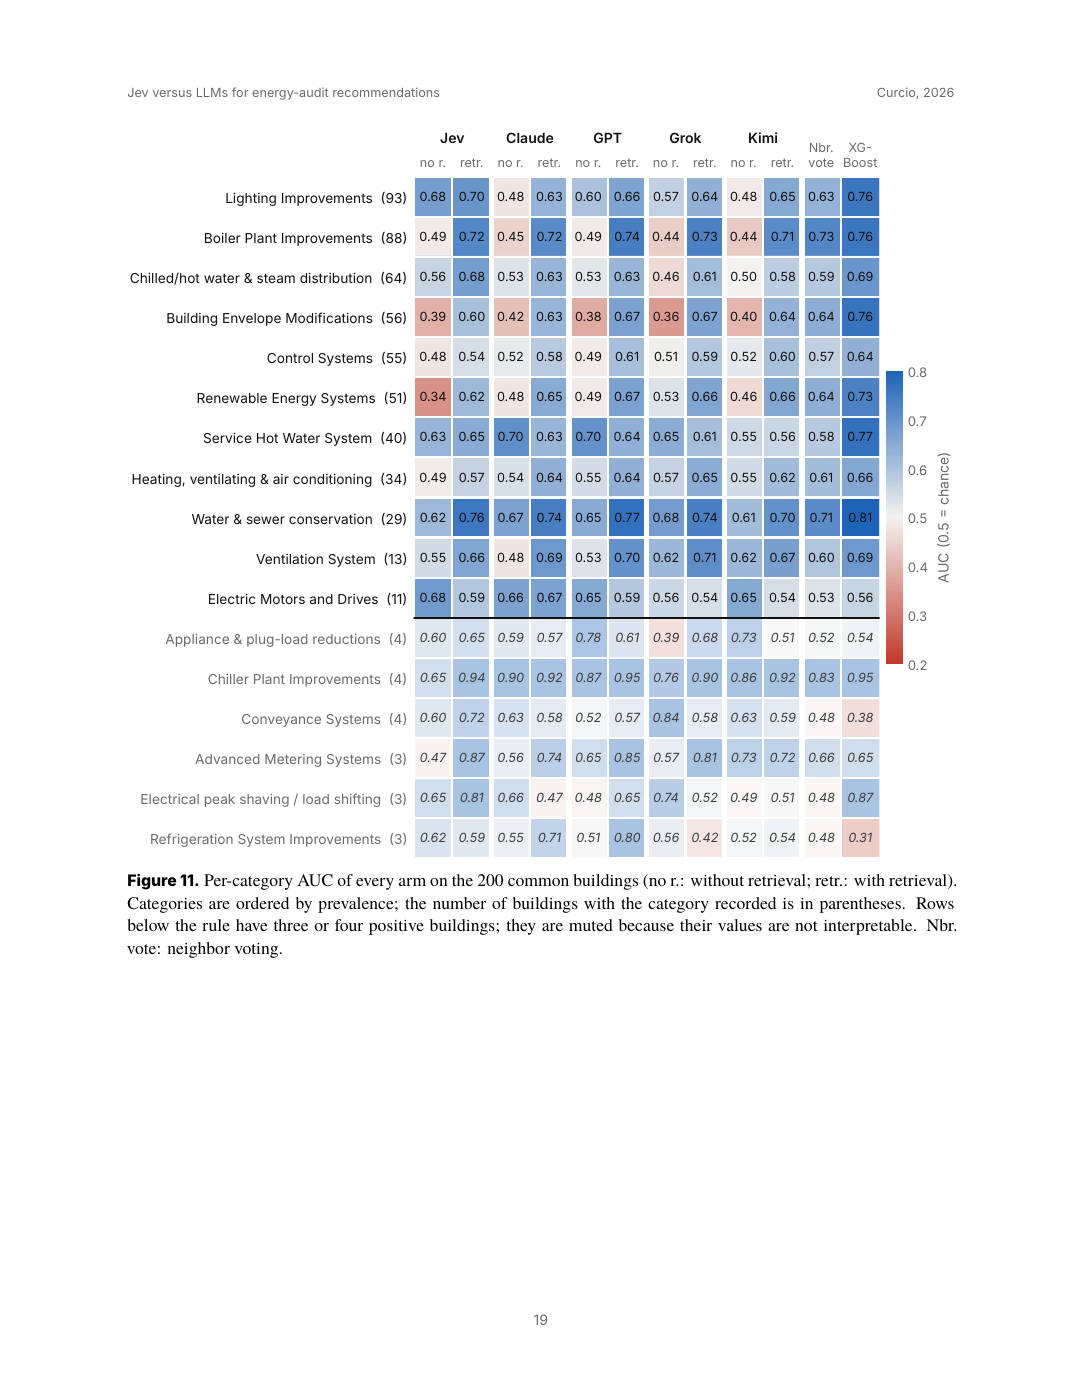 Jev versus LLMs for energy-audit recommendations
Curcio, 2026
Jev Claude GPT Grok Kimi Nbr. vote XG-Boost
no r. retr. no r. retr. no r. retr. no r. retr. no r. retr.
Lighting Improvements (93) 0.68 0.70 0.48 0.63 0.60 0.66 0.57 0.64 0.48 0.65 0.63 0.76
Boiler Plant Improvements (88) 0.49 0.72 0.45 0.72 0.49 0.74 0.44 0.73 0.44 0.71 0.73 0.76
Chilled/hot water & steam distribution (64) 0.56 0.68 0.53 0.63 0.53 0.63 0.46 0.61 0.50 0.58 0.59 0.69
Building Envelope Modifications (56) 0.39 0.60 0.42 0.63 0.38 0.67 0.36 0.67 0.40 0.64 0.64 0.76
Control Systems (55) 0.48 0.54 0.52 0.58 0.49 0.61 0.51 0.59 0.52 0.60 0.57 0.64
Renewable Energy Systems (51) 0.34 0.62 0.48 0.65 0.49 0.67 0.53 0.66 0.46 0.66 0.64 0.73
Service Hot Water System (40) 0.63 0.65 0.70 0.63 0.70 0.64 0.65 0.61 0.55 0.56 0.58 0.77
Heating, ventilating & air conditioning (34) 0.49 0.57 0.54 0.64 0.55 0.64 0.57 0.65 0.55 0.62 0.61 0.66
Water & sewer conservation (29) 0.62 0.76 0.67 0.74 0.65 0.77 0.68 0.74 0.61 0.70 0.71 0.81
Ventilation System (13) 0.55 0.66 0.48 0.69 0.53 0.70 0.62 0.71 0.62 0.67 0.60 0.69
Electric Motors and Drives (11) 0.68 0.59 0.66 0.67 0.65 0.59 0.56 0.54 0.65 0.54 0.53 0.56
Appliance & plug-load reductions (4) 0.60 0.65 0.59 0.57 0.78 0.61 0.39 0.68 0.73 0.51 0.52 0.54
Chiller Plant Improvements (4) 0.65 0.94 0.90 0.92 0.87 0.95 0.76 0.90 0.86 0.92 0.83 0.95
Conveyance Systems (4) 0.60 0.72 0.63 0.58 0.52 0.57 0.84 0.58 0.63 0.59 0.48 0.38
Advanced Metering Systems (3) 0.47 0.87 0.56 0.74 0.65 0.85 0.57 0.81 0.73 0.72 0.66 0.65
Electrical peak shaving / load shifting (3) 0.65 0.81 0.66 0.47 0.48 0.65 0.74 0.52 0.49 0.51 0.48 0.87
Refrigeration System Improvements (3) 0.62 0.59 0.55 0.71 0.51 0.80 0.56 0.42 0.52 0.54 0.48 0.31
0.8
0.7
0.6
0.5
0.4
0.3
0.2
AUC (0.5 = chance)
Figure 11. Per-category AUC of every arm on the 200 common buildings (no r.: without retrieval; retr.: with retrieval).
Categories are ordered by prevalence; the number of buildings with the category recorded is in parentheses. Rows
below the rule have three or four positive buildings; they are muted because their values are not interpretable. Nbr.
vote: neighbor voting.
19